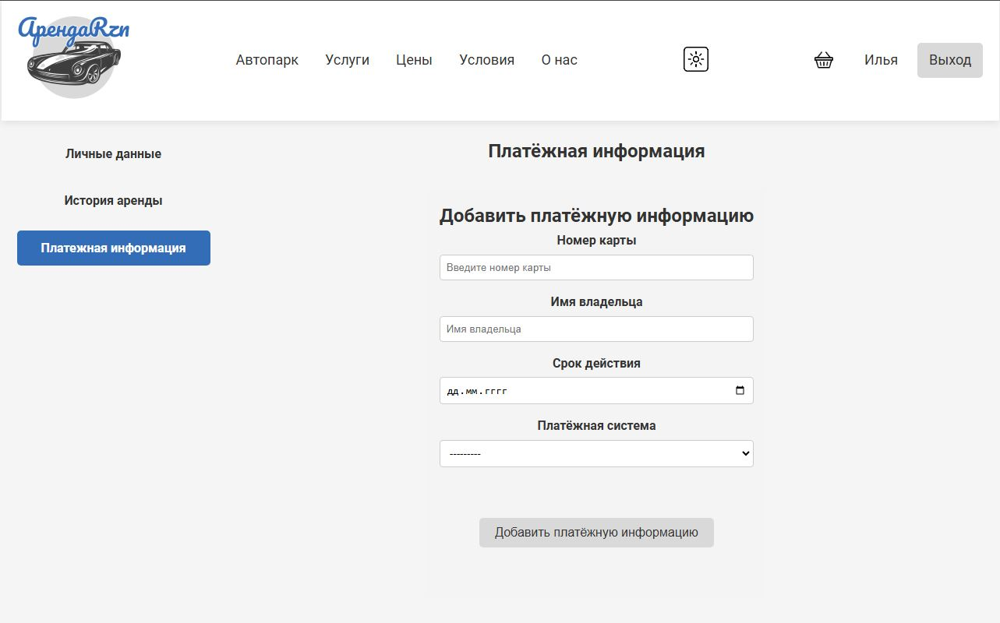 АрендаRzn
Автопарк Услуги Цены Условия О нас Илья Выход
Личные данные
История аренды
Платежная информация
Платёжная информация
Добавить платёжную информацию
Номер карты
Введите номер карты
Имя владельца
Имя владельца
Срок действия
дд.мм.гггг
Платёжная система
---------
Добавить платёжную информацию